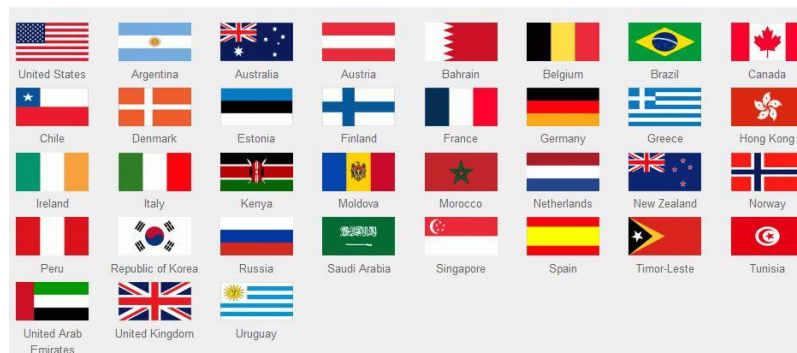 United States Argentina Australia Austria Bahrain Belgium Brazil Canada
Chile Denmark Estonia Finland France Germany Greece Hong Kong
Ireland Italy Kenya Moldova Morocco Netherlands New Zealand Norway
Peru Republic of Korea Russia Saudi Arabia Singapore Spain Timor-Leste Tunisia
United Arab United Kingdom Uruguay
Emirates